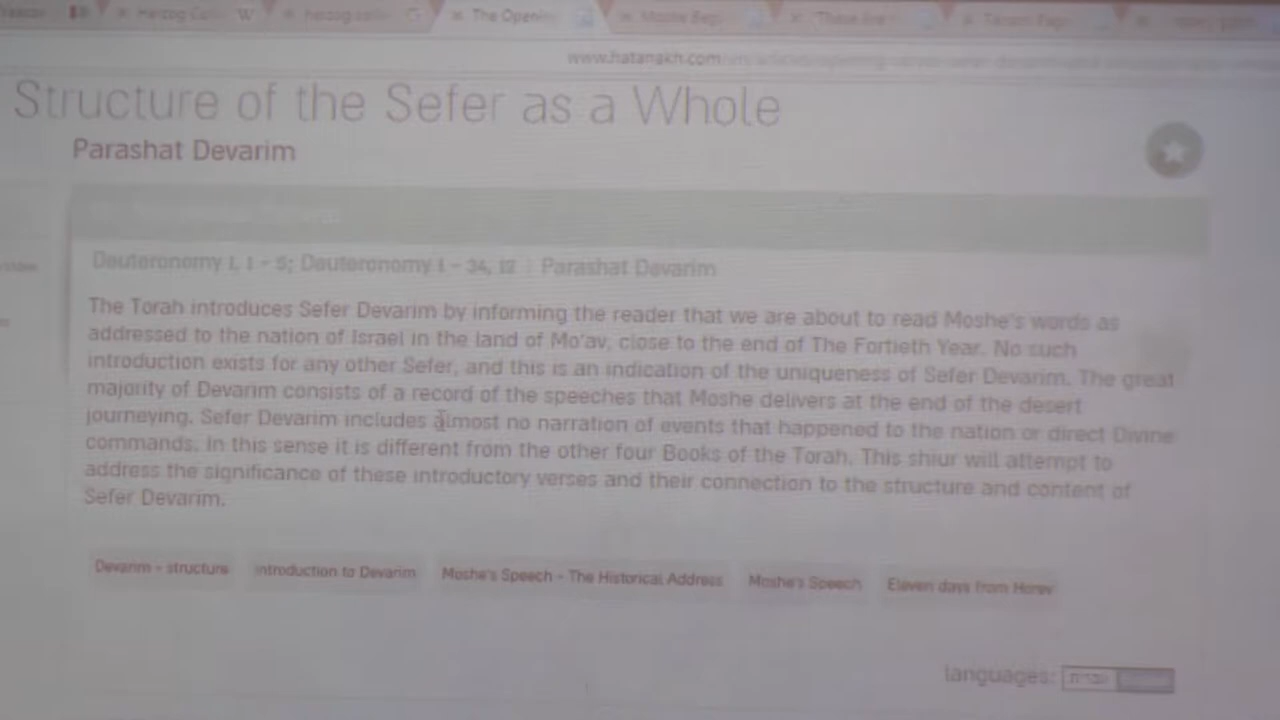 Herzog W The Openin
www.hatanakh.com
Structure of the Sefer as a Whole
Parashat Devarim
Deuteronomy 1, 1 - 5; Deuteronomy 1 - 34, 12 | Parashat Devarim
The Torah introduces Sefer Devarim by informing the reader that we are about to read Moshe's words as
addressed to the nation of Israel in the land of Mo'av, close to the end of The Fortieth Year. No such
introduction exists for any other Sefer, and this is an indication of the uniqueness of Sefer Devarim. The great
majority of Devarim consists of a record of the speeches that Moshe delivers at the end of the desert
journeying. Sefer Devarim includes almost no narration of events that happened to the nation or direct Divine
commands. In this sense it is different from the other four Books of the Torah. This shiur will attempt to
address the significance of these introductory verses and their connection to the structure and content of
Sefer Devarim.
Devarim - structure Introduction to Devarim Moshe's Speech - The Historical Address Moshe's Speech Eleven days from Horev
languages: עברית